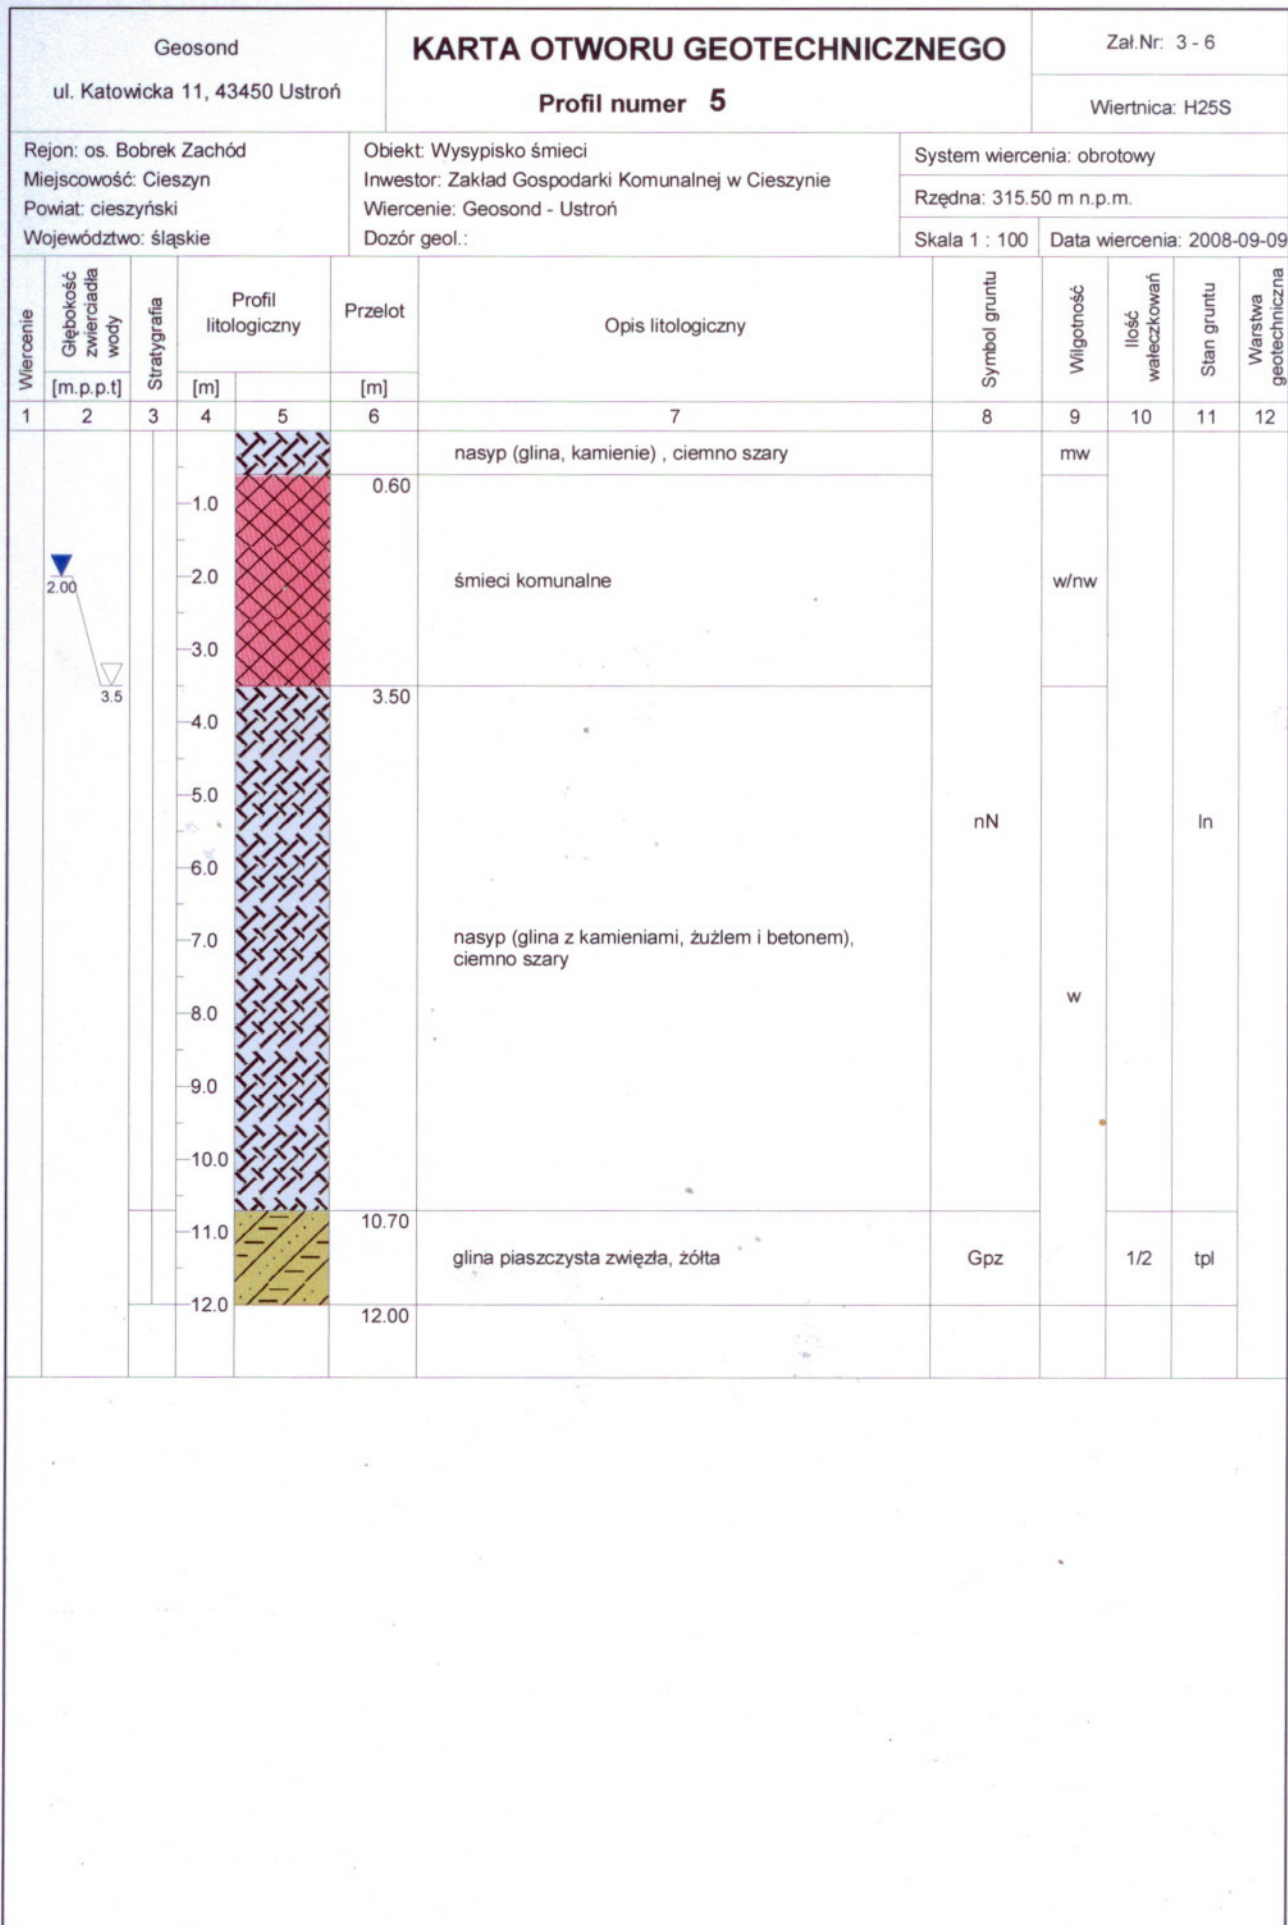 Geosond
ul. Katowicka 11, 43450 Ustroń
KARTA OTWORU GEOTECHNICZNEGO
Profil numer 5
Zał.Nr: 3 - 6
Wiertnica: H25S
Rejon: os. Bobrek Zachód
Miejscowość: Cieszyn
Powiat: cieszyński
Województwo: śląskie
Obiekt: Wysypisko śmieci
Inwestor: Zakład Gospodarki Komunalnej w Cieszynie
Wiercenie: Geosond - Ustroń
Dozór geol.:
System wiercenia: obrotowy
Rzędna: 315.50 m n.p.m.
Skala 1 : 100
Data wiercenia: 2008-09-09
Wiercenie
Głębokość
zwierciadła
wody
[m.p.p.t]
Stratygrafia
Profil
litologiczny
[m]
Przelot
[m]
Opis litologiczny
Symbol gruntu
Wilgotność
Ilość
wałeczkowań
Stan gruntu
Warstwa
geotechniczna
1 2 3 4 5 6 7 8 9 10 11 12
nasyp (glina, kamienie) , ciemno szary
mw
0.60
1.0
2.00
2.0
śmieci komunalne
w/nw
3.0
3.5
3.50
4.0
5.0
nN
ln
6.0
7.0
nasyp (glina z kamieniami, żużlem i betonem),
ciemno szary
w
8.0
9.0
10.0
10.70
11.0
glina piaszczysta zwięzła, żółta
Gpz
1/2
tpl
12.0
12.00